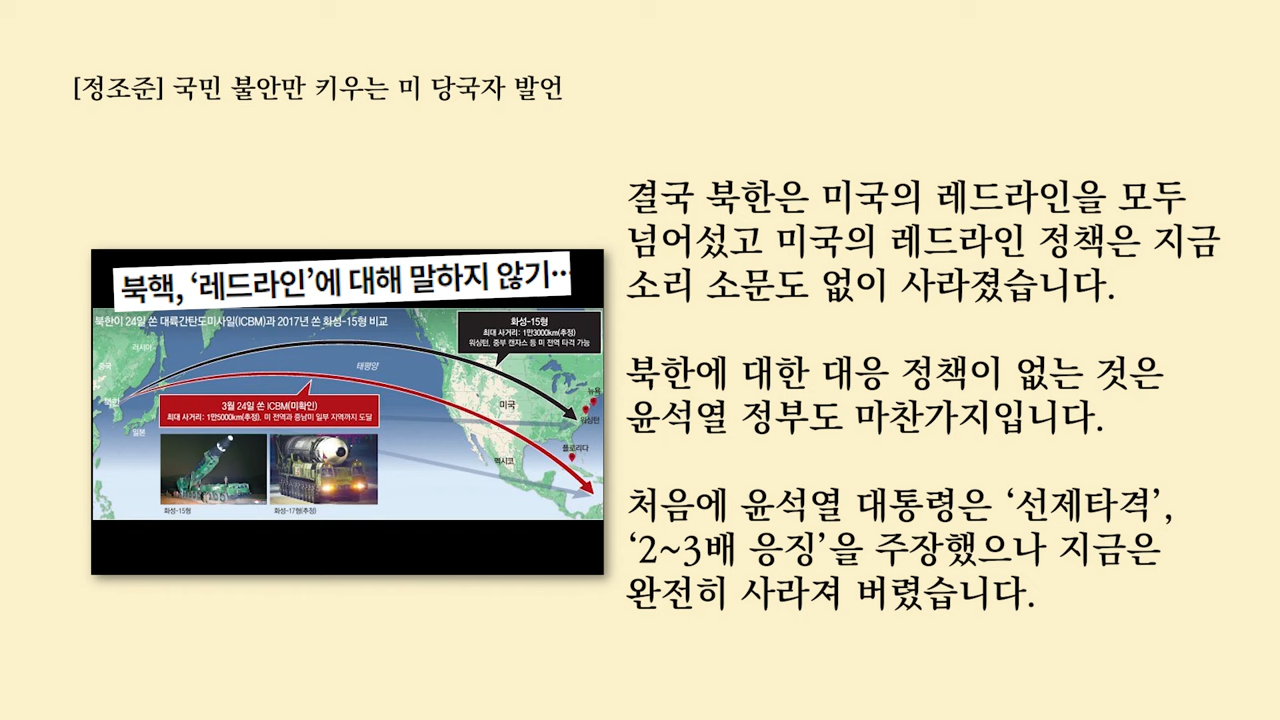 [정조준] 국민 불안만 키우는 미 당국자 발언
결국 북한은 미국의 레드라인을 모두
넘어섰고 미국의 레드라인 정책은 지금
소리 소문도 없이 사라졌습니다.
북한에 대한 대응 정책이 없는 것은
윤석열 정부도 마찬가지입니다.
처음에 윤석열 대통령은 ‘선제타격’,
‘2~3배 응징’을 주장했으나 지금은
완전히 사라져 버렸습니다.
북핵, ‘레드라인’에 대해 말하지 않기…
북한이 24일 쏜 대륙간탄도미사일(ICBM)과 2017년 쏜 화성-15형 비교
화성-15형
최대 사거리: 1만3000km(추정)
워싱턴, 중부 캔자스 등 미 전역 타격 가능
러시아
중국
북한
일본
태평양
미국
뉴욕
워싱턴
플로리다
멕시코
3월 24일 쏜 ICBM(미확인)
최대 사거리: 1만5000km(추정), 미 전역과 중남미 일부 지역까지 도달
화성-15형
화성-17형(추정)